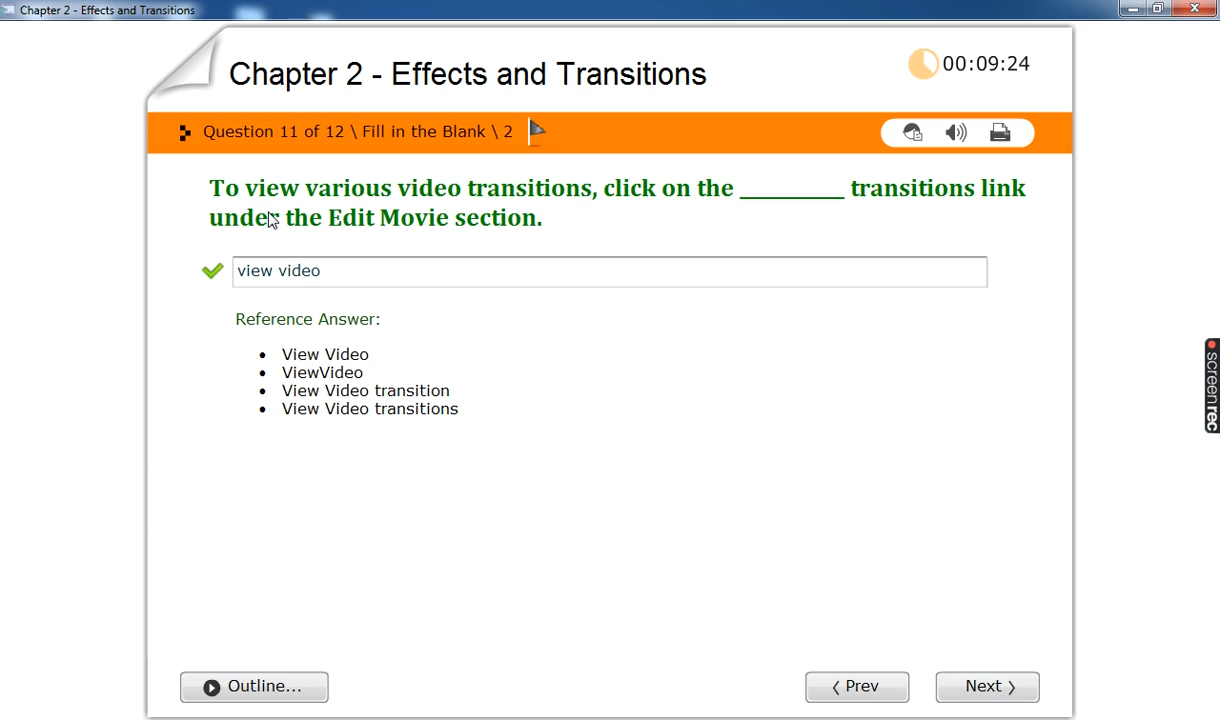 Chapter 2 - Effects and Transitions
Chapter 2 - Effects and Transitions
00:09:24
Question 11 of 12 \ Fill in the Blank \ 2
To view various video transitions, click on the __________ transitions link
under the Edit Movie section.
view video
Reference Answer:
• View Video
• ViewVideo
• View Video transition
• View Video transitions
screenrec
Outline...
Prev
Next